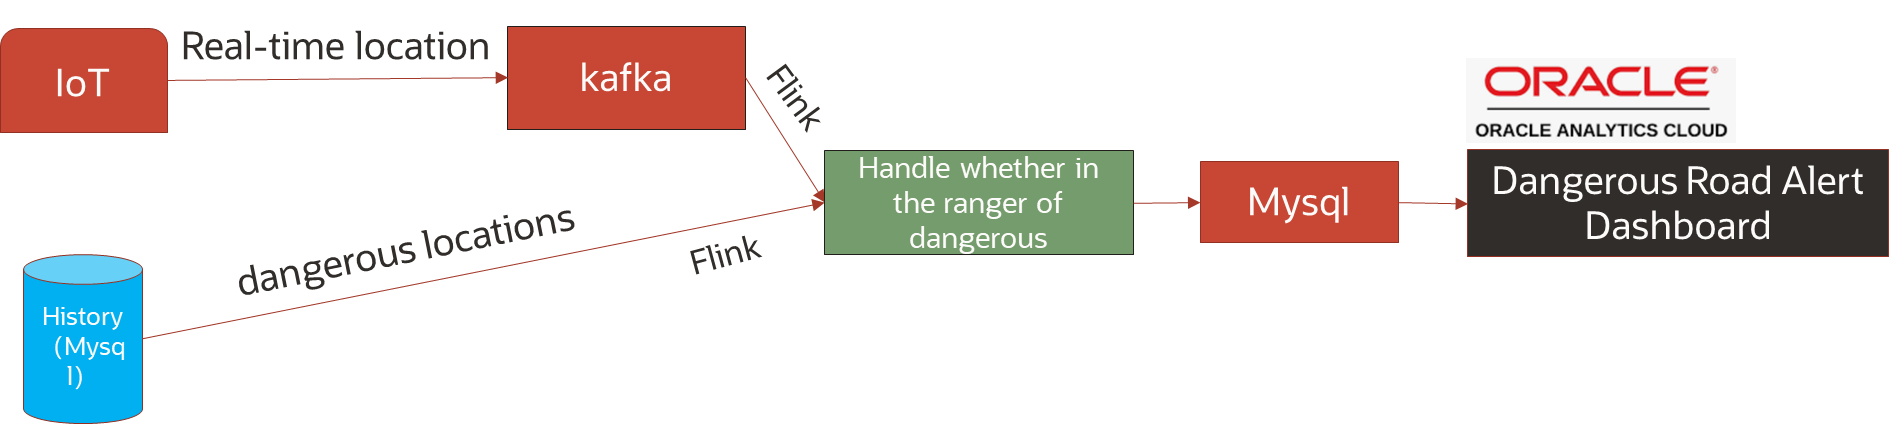 IoT
Real-time location
kafka
Flink
ORACLE®
ORACLE ANALYTICS CLOUD
Handle whether in
the ranger of
dangerous
Mysql
Dangerous Road Alert
Dashboard
dangerous locations
Flink
History
(Mysq
l)